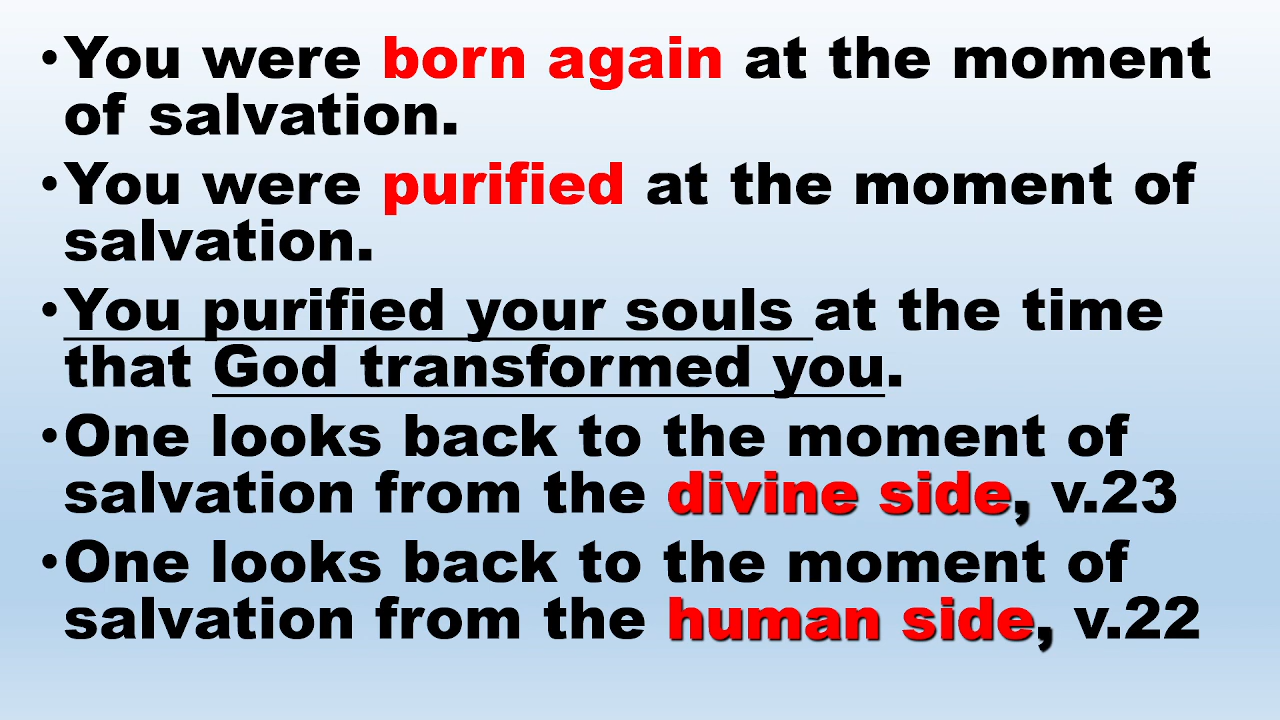 •You were born again at the moment
of salvation.
•You were purified at the moment of
salvation.
•You purified your souls at the time
that God transformed you.
•One looks back to the moment of
salvation from the divine side, v.23
•One looks back to the moment of
salvation from the human side, v.22